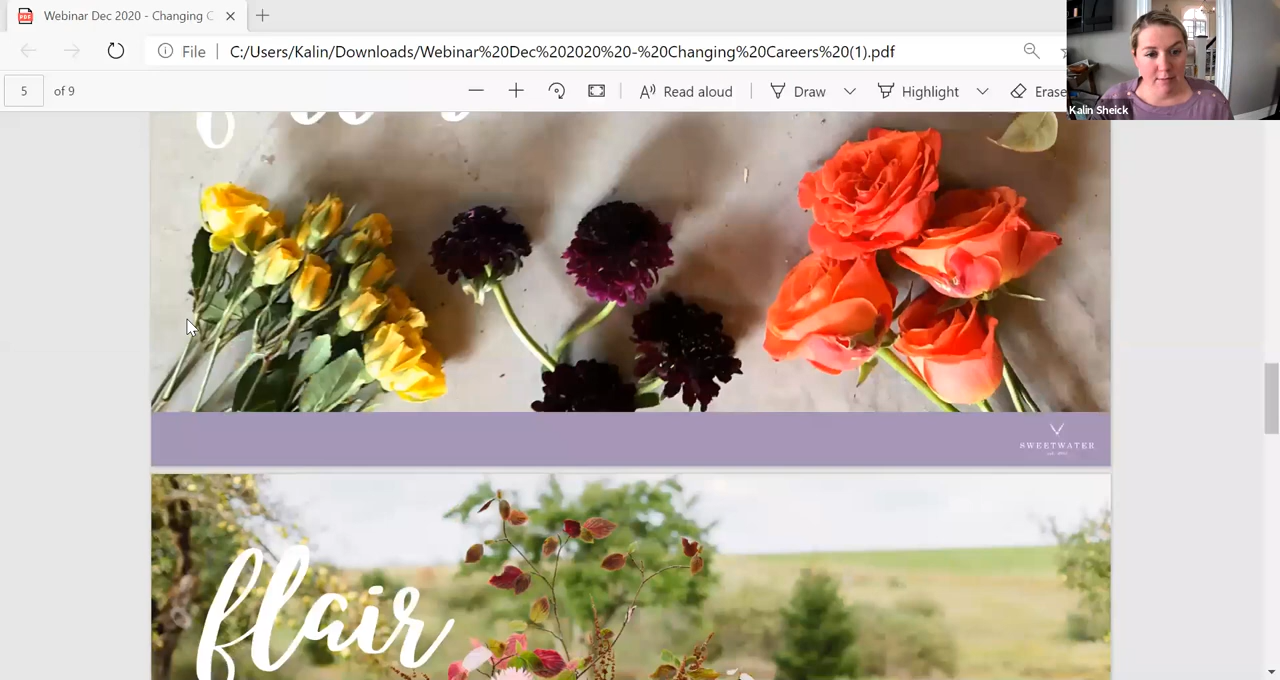 Webinar Dec 2020 - Changing C
File
C:/Users/Kalin/Downloads/Webinar%20Dec%202020%20-%20Changing%20Careers%20(1).pdf
5 of 9
Read aloud
Draw
Highlight
Erase
Kalin Sheick
SWEETWATER
flair